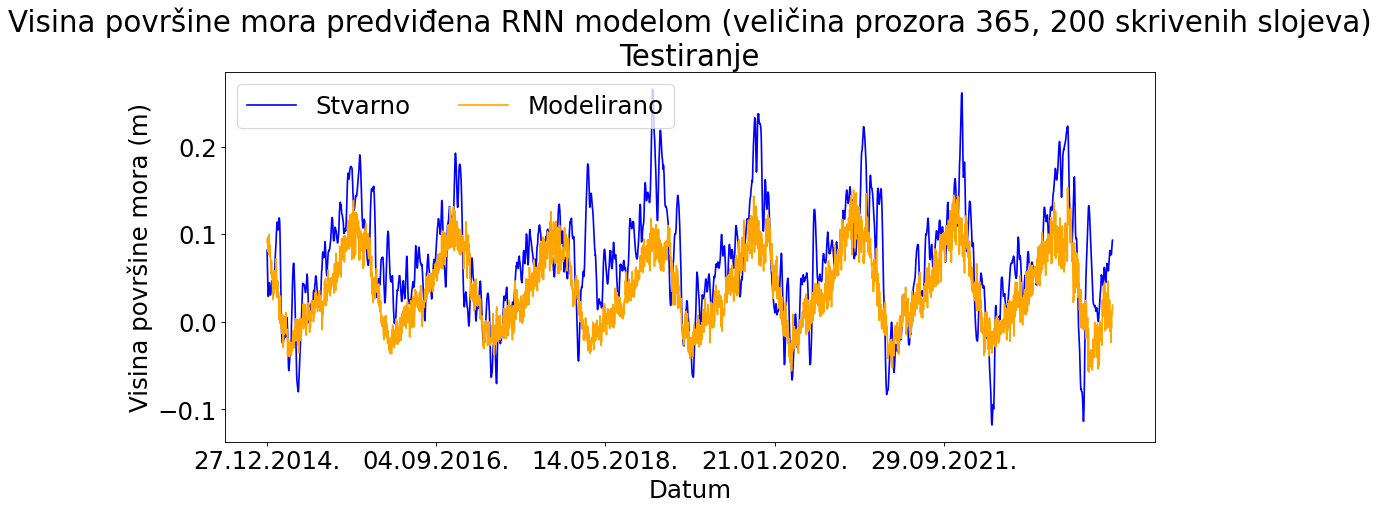 Visina površine mora predviđena RNN modelom (veličina prozora 365, 200 skrivenih slojeva)
Testiranje
Stvarno
Modelirano
Visina površine mora (m)
0.2
0.1
0.0
−0.1
27.12.2014.
04.09.2016.
14.05.2018.
21.01.2020.
29.09.2021.
Datum